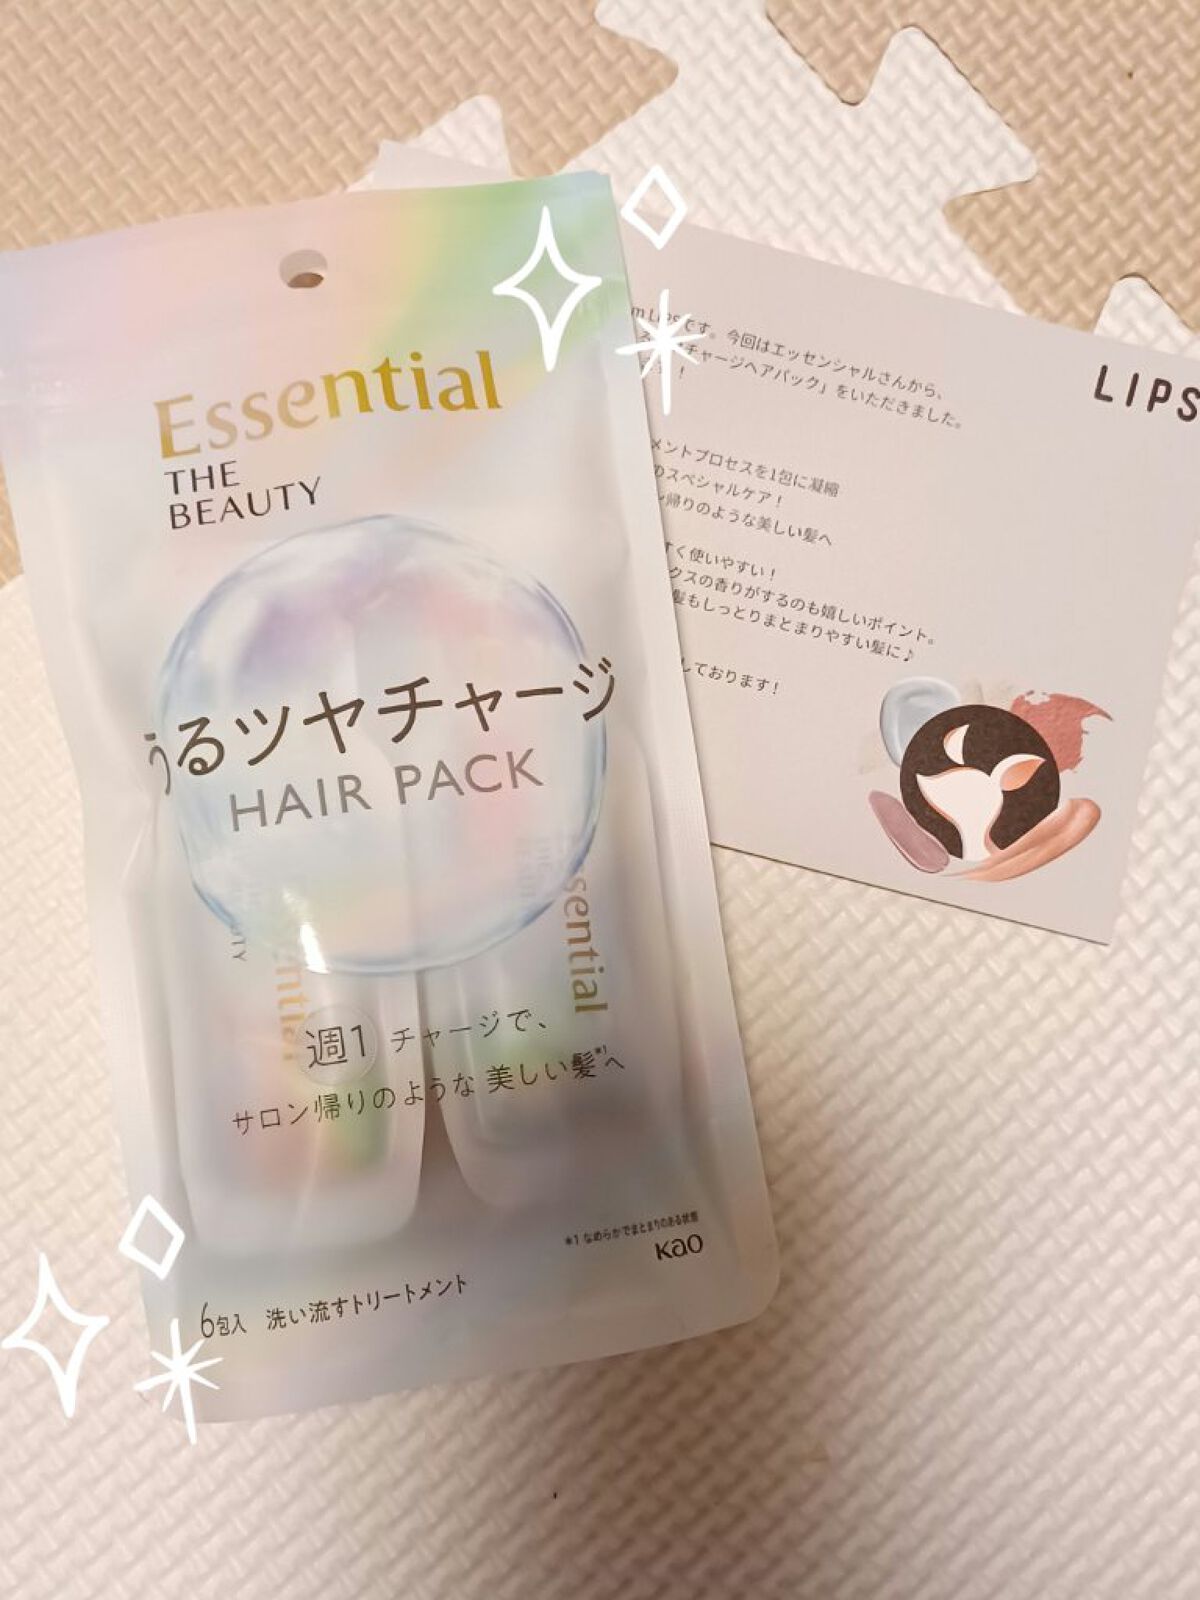 Essential
THE
BEAUTY
うるツヤチャージ
HAIR PACK
週1 チャージで、
サロン帰りのような 美しい髪*1へ
*1 なめらかでまとまりのある状態
Kao
6包入 洗い流すトリートメント
ssential
LIPS
m LIPSです。今回はエッセンシャルさんから、
チャージヘアパック」をいただきました。
！
メントプロセスを1包に凝縮
のスペシャルケア！
帰りのような美しい髪へ
すく使いやすい！
クスの香りがするのも嬉しいポイント。
髪もしっとりまとまりやすい髪に♪
しております！